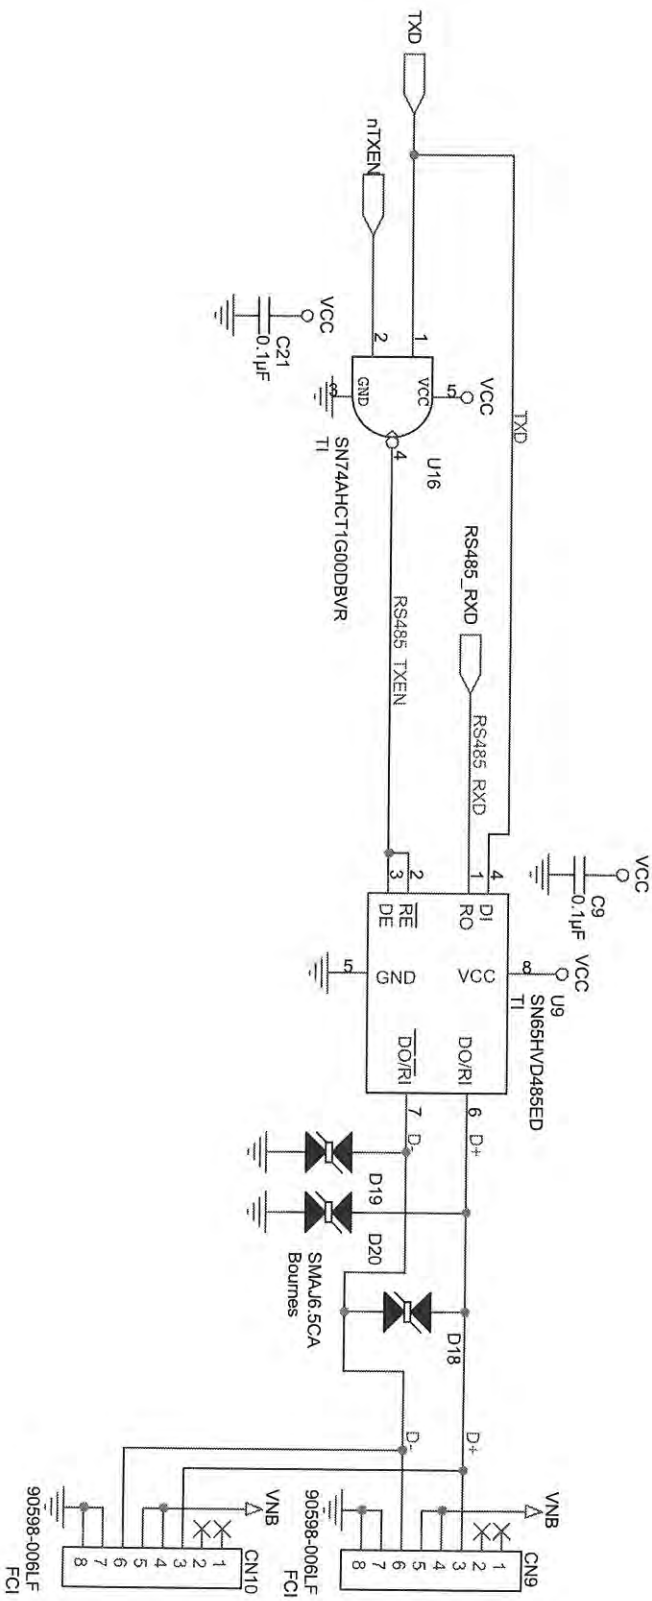 TXD
nTXEN
TXD
VCC
C21
0.1µF
1
2
VCC
GND
5
VCC
3
4
U16
SN74AHCT1G00DBVR
TI
RS485_TXEN
RS485_RXD
RS485_RXD
VCC
C9
0.1µF
4
1
2
3
DI
RO
RE
DE
VCC
8
VCC
GND
5
U9
SN65HVD485ED
TI
DO/RI
DO/RI
6
7
D+
D-
D19
D20
SMAJ6.5CA
Bournes
D18
D+
D-
VNB
CN9
1
2
3
4
5
6
7
8
90598-006LF
FCI
VNB
CN10
1
2
3
4
5
6
7
8
90598-006LF
FCI